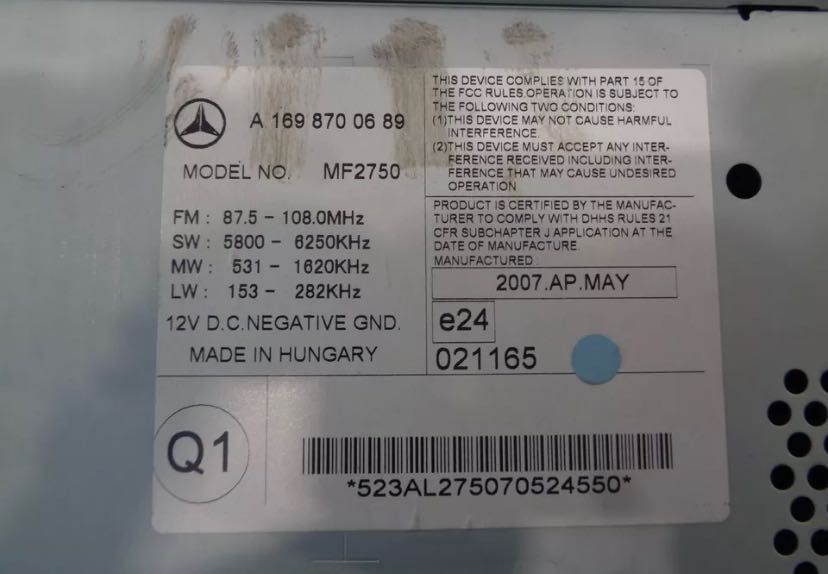 A 169 870 06 89
MODEL NO. MF2750
FM : 87.5 - 108.0MHz
SW : 5800 - 6250KHz
MW : 531 - 1620KHz
LW : 153 - 282KHz
12V D.C.NEGATIVE GND.
MADE IN HUNGARY
THIS DEVICE COMPLIES WITH PART 15 OF
THE FCC RULES.OPERATION IS SUBJECT TO
THE FOLLOWING TWO CONDITIONS:
(1)THIS DEVICE MAY NOT CAUSE HARMFUL
INTERFERENCE.
(2)THIS DEVICE MUST ACCEPT ANY INTER-
FERENCE RECEIVED INCLUDING INTER-
FERENCE THAT MAY CAUSE UNDESIRED
OPERATION
PRODUCT IS CERTIFIED BY THE MANUFAC-
TURER TO COMPLY WITH DHHS RULES 21
CFR SUBCHAPTER J APPLICATION AT THE
DATE OF MANUFACTURE.
MANUFACTURED :
2007.AP.MAY
e24
021165
Q1
*523AL275070524550*